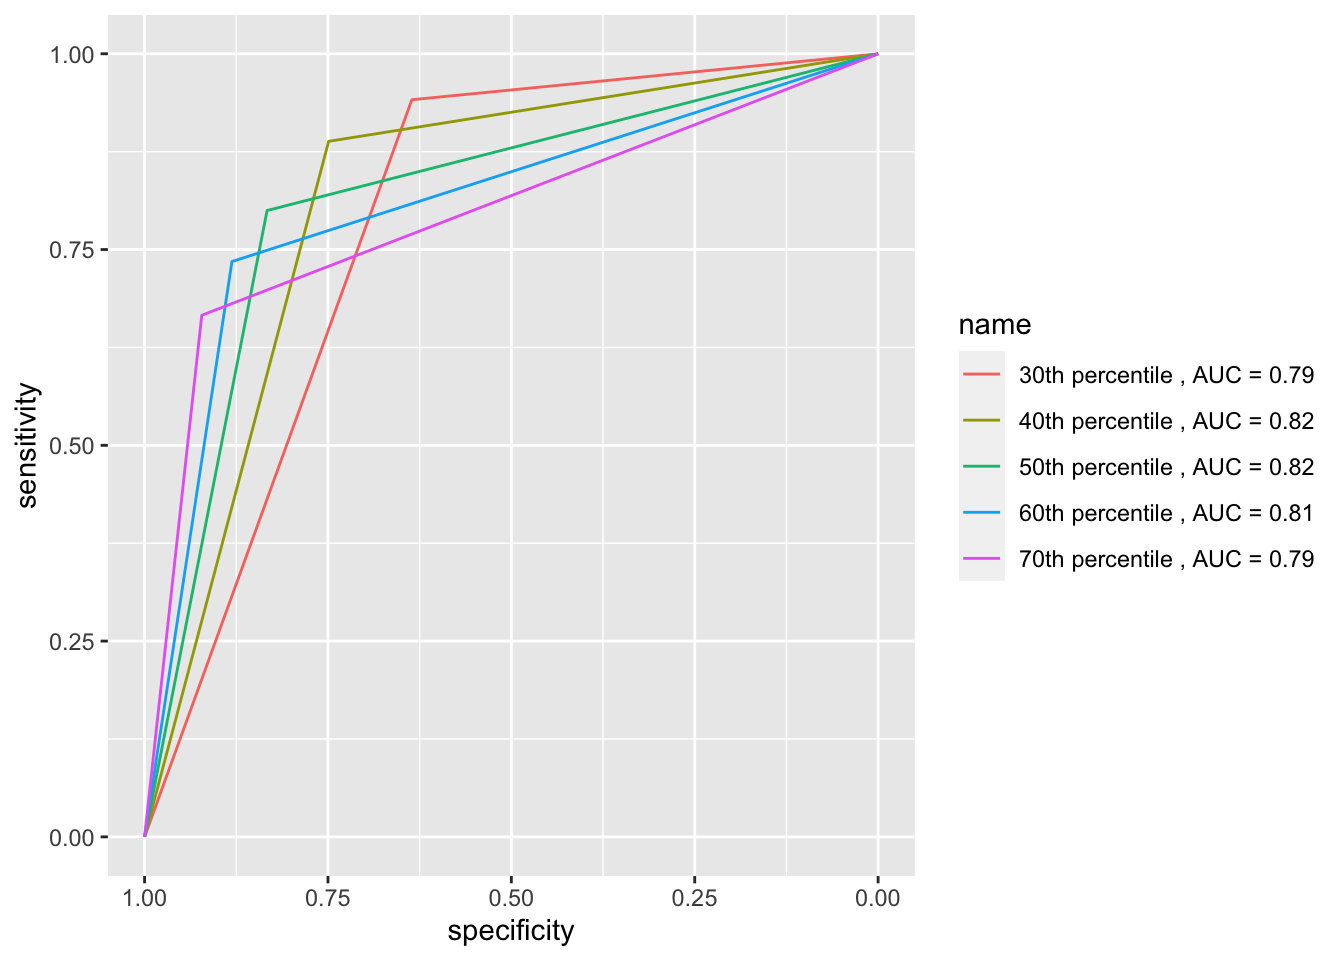 1.00
0.75
0.50
0.25
0.00
sensitivity
1.00 0.75 0.50 0.25 0.00
specificity
name
30th percentile , AUC = 0.79
40th percentile , AUC = 0.82
50th percentile , AUC = 0.82
60th percentile , AUC = 0.81
70th percentile , AUC = 0.79